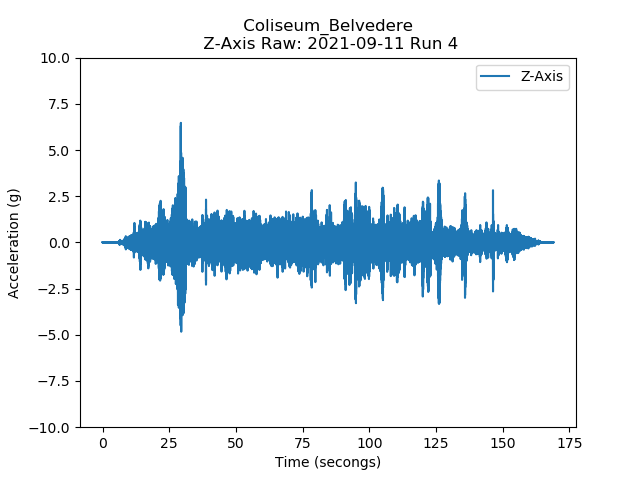 Coliseum_Belvedere
Z-Axis Raw: 2021-09-11 Run 4
Z-Axis
10.0
7.5
5.0
2.5
0.0
−2.5
−5.0
−7.5
−10.0
Acceleration (g)
0 25 50 75 100 125 150 175
Time (secongs)